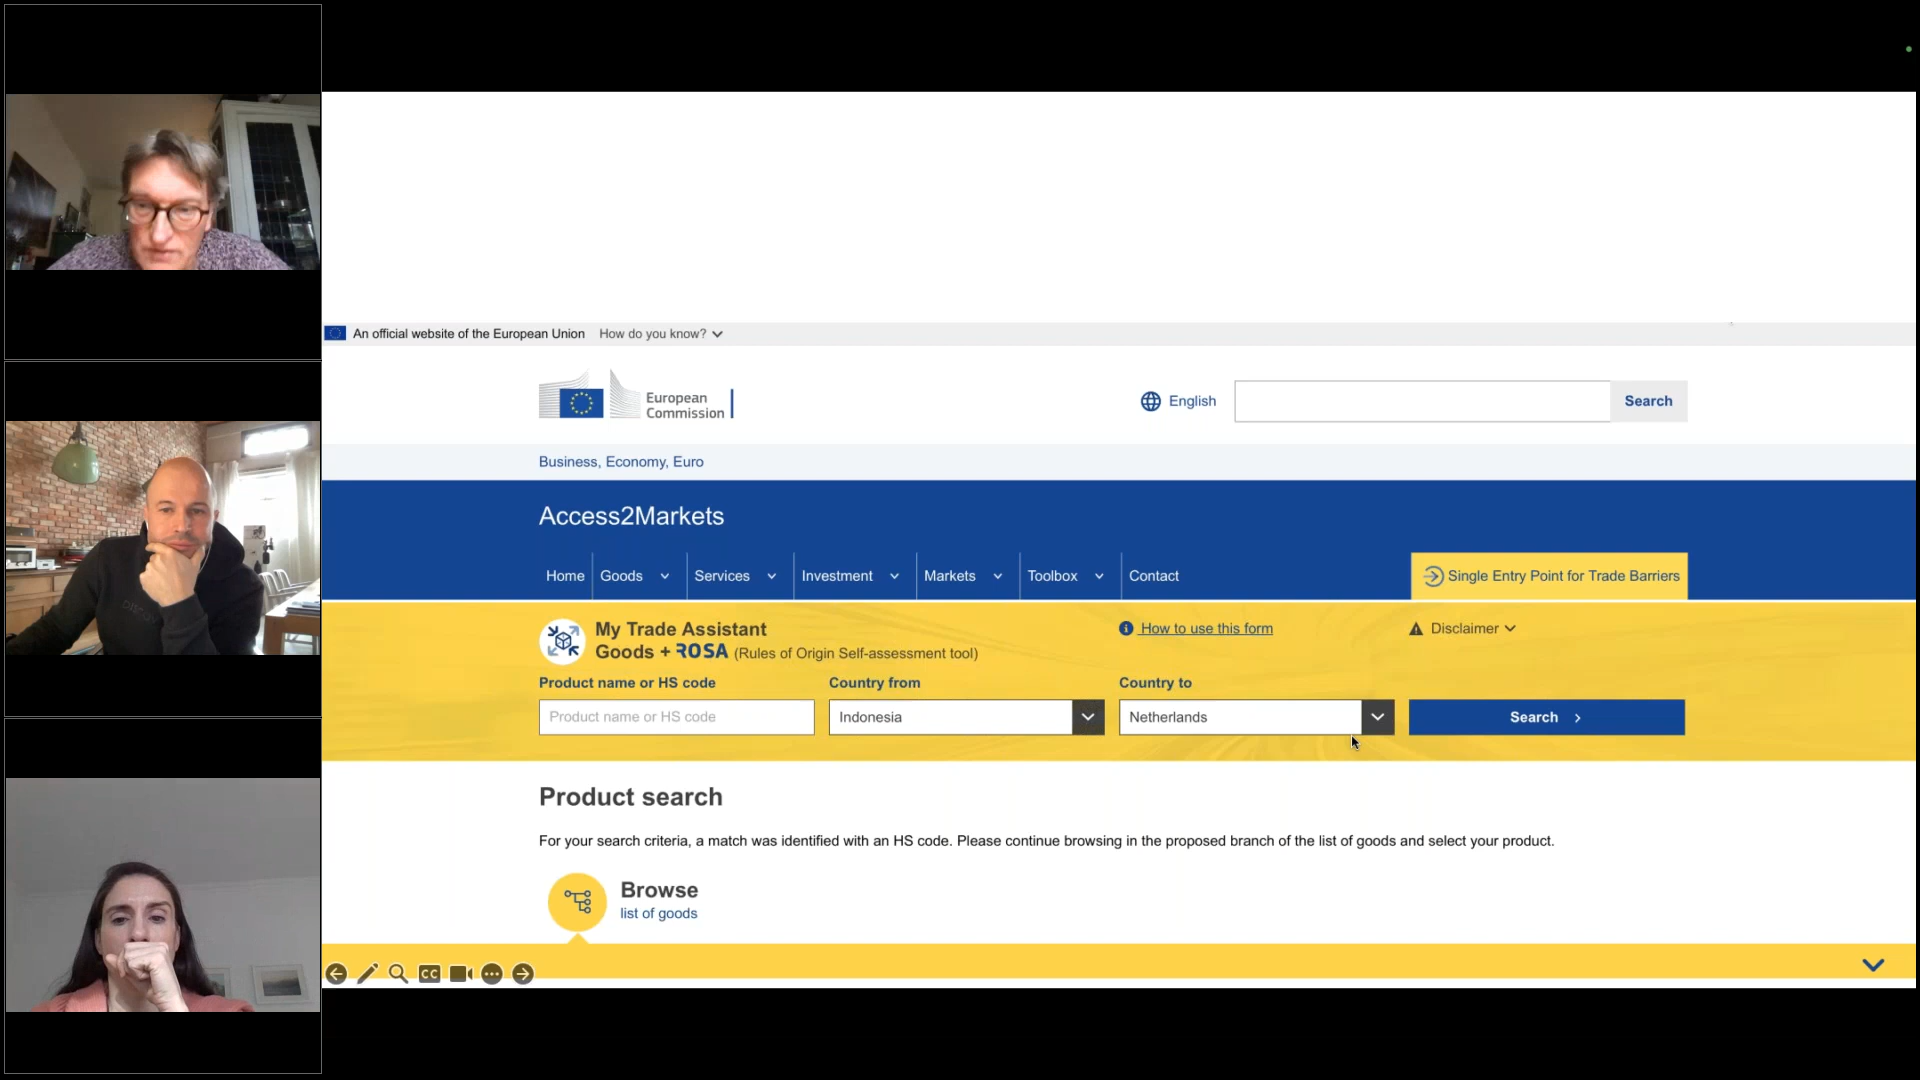 An official website of the European Union How do you know?
European
Commission
English
Search
Business, Economy, Euro
Access2Markets
Home Goods Services Investment Markets Toolbox Contact Single Entry Point for Trade Barriers
My Trade Assistant
Goods + ROSA (Rules of Origin Self-assessment tool)
How to use this form
Disclaimer
Product name or HS code Country from Country to
Product name or HS code Indonesia Netherlands Search
Product search
For your search criteria, a match was identified with an HS code. Please continue browsing in the proposed branch of the list of goods and select your product.
Browse
list of goods
CC